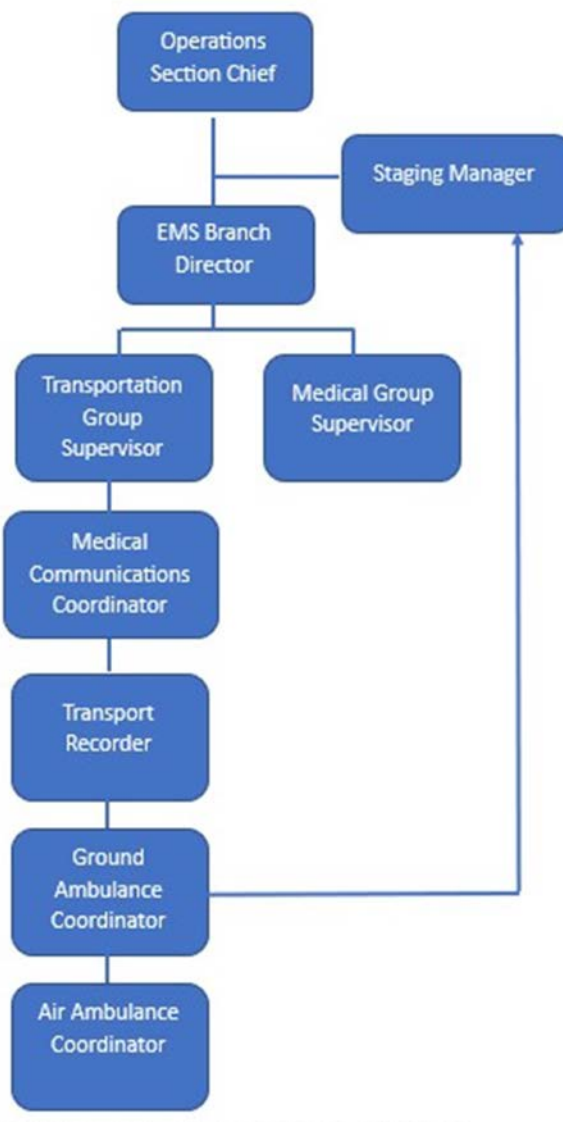 Operations
Section Chief
Staging Manager
EMS Branch
Director
Transportation
Group
Supervisor
Medical Group
Supervisor
Medical
Communications
Coordinator
Transport
Recorder
Ground
Ambulance
Coordinator
Air Ambulance
Coordinator